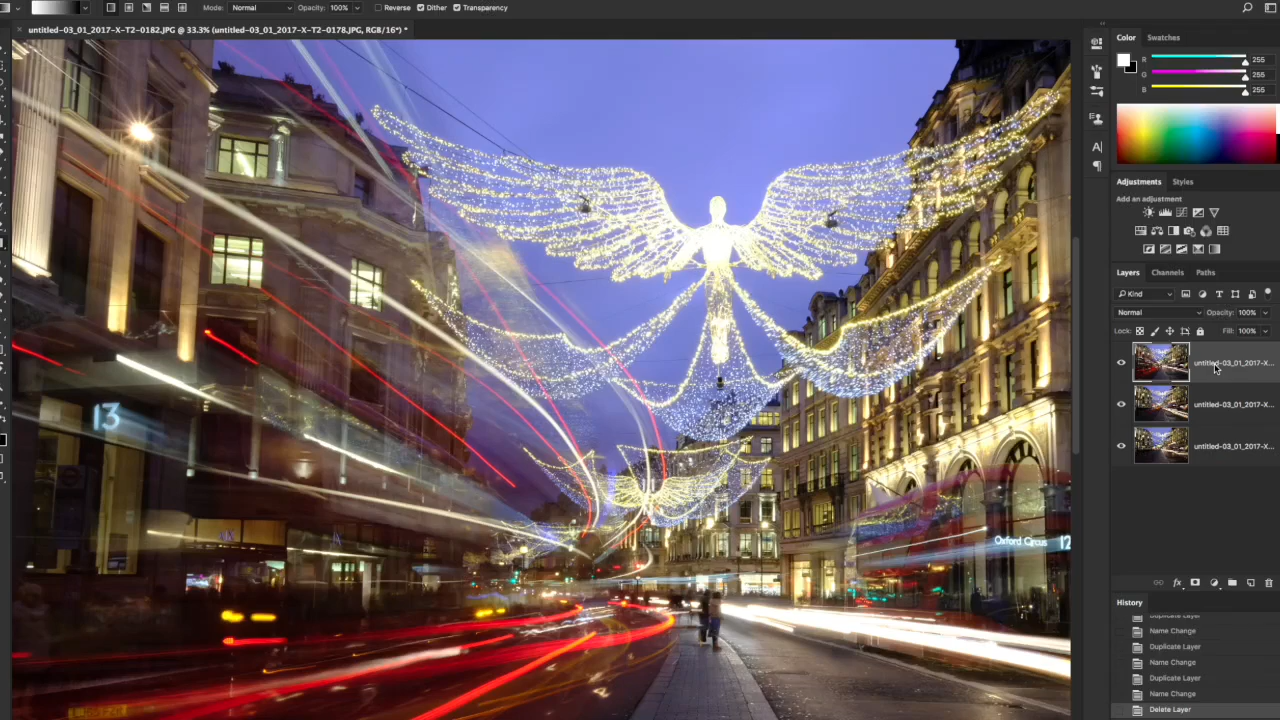 Mode: Normal Opacity: 100% Reverse Dither Transparency
untitled-03_01_2017-X-T2-0182.JPG @ 33.3% (untitled-03_01_2017-X-T2-0178.JPG, RGB/16*) *
Color Swatches
R 255
G 255
B 255
Adjustments Styles
Add an adjustment
Layers Channels Paths
Kind
Normal Opacity: 100%
Lock: Fill: 100%
untitled-03_01_2017-X...
untitled-03_01_2017-X...
untitled-03_01_2017-X...
13
Oxford Circus 12
History
Duplicate Layer
Name Change
Duplicate Layer
Name Change
Duplicate Layer
Name Change
Delete Layer